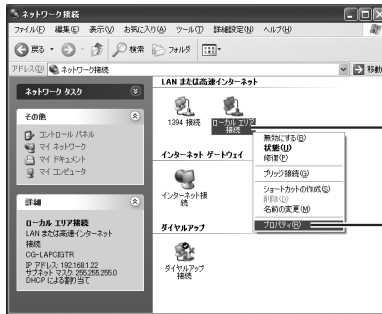 ネットワーク接続
ファイル(F) 編集(E) 表示(V) お気に入り(A) ツール(T) 詳細設定(N) ヘルプ(H)
戻る 検索 フォルダ
アドレス(D) ネットワーク接続 移動
ネットワーク タスク
その他
コントロール パネル
マイ ネットワーク
マイ ドキュメント
マイ コンピュータ
詳細
ローカル エリア接続
LAN または高速インターネット
接続
CG-LAPCIGTR
IP アドレス: 192.168.1.22
サブネット マスク: 255.255.255.0
DHCP による割り当て
LAN または高速インターネット
1394 接続
ローカル エリア
接続
インターネット ゲートウェイ
インターネット接
続
ダイヤルアップ
ダイヤルアップ
接続
無効にする(B)
状態(U)
修復(P)
ブリッジ接続(G)
ショートカットの作成(S)
削除(D)
名前の変更(M)
プロパティ(R)